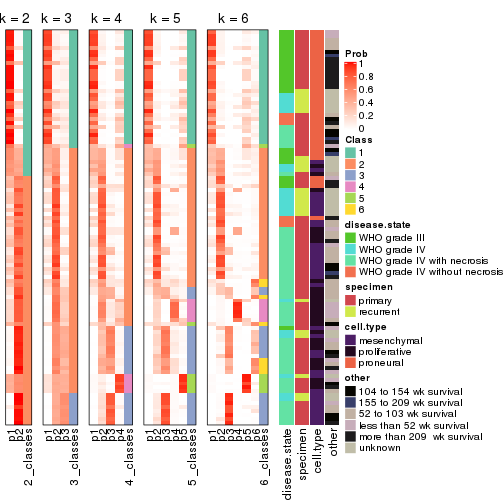 k = 2 k = 3 k = 4 k = 5 k = 6
Prob
1
0.8
0.6
0.4
0.2
0
Class
1
2
3
4
5
6
disease.state
WHO grade III
WHO grade IV
WHO grade IV with necrosis
WHO grade IV without necrosis
specimen
primary
recurrent
cell.type
mesenchymal
proliferative
proneural
other
104 to 154 wk survival
155 to 209 wk survival
52 to 103 wk survival
less than 52 wk survival
more than 209 wk survival
unknown
p1 p2 2_classes p1 p2 p3 3_classes p1 p2 p3 p4 4_classes p1 p2 p3 p4 p5 5_classes p1 p2 p3 p4 p5 p6 6_classes disease.state specimen cell.type other